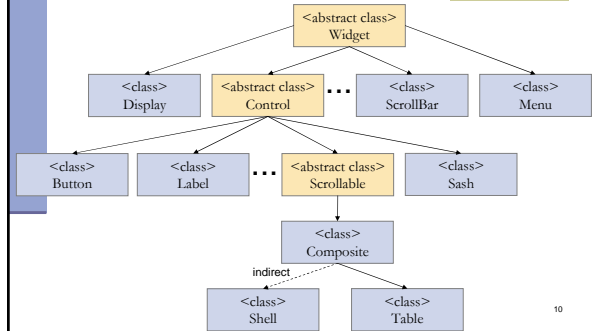 <abstract class>
Widget
<class>
Display
<abstract class>
Control
...
<class>
ScrollBar
<class>
Menu
<class>
Button
<class>
Label
...
<abstract class>
Scrollable
<class>
Sash
<class>
Composite
indirect
<class>
Shell
<class>
Table
10